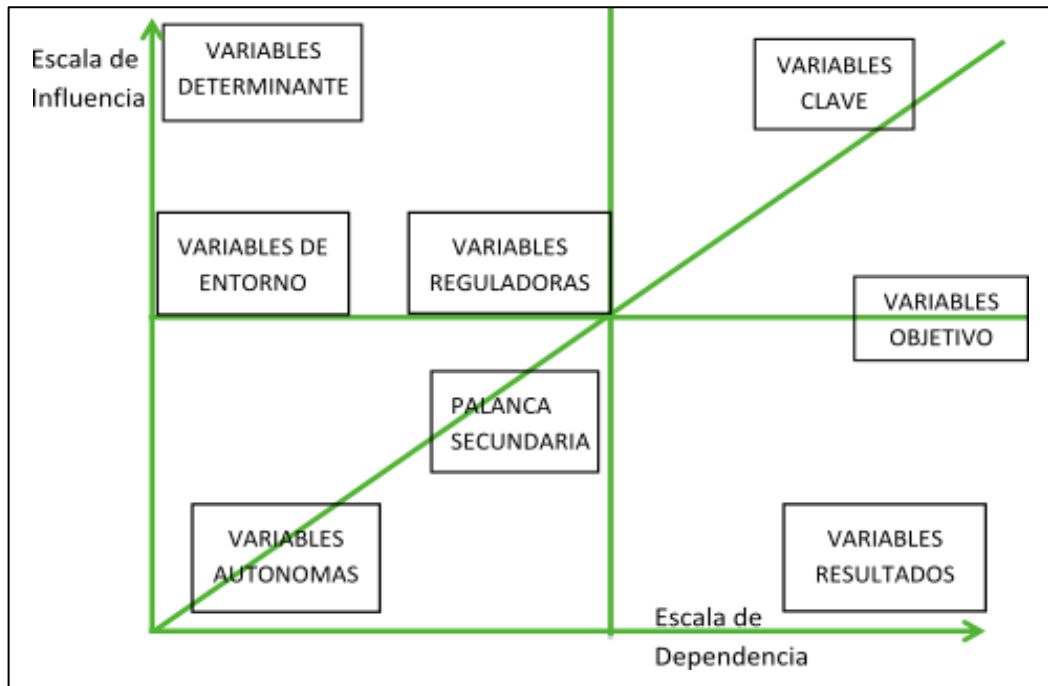 Escala de
Influencia
VARIABLES
DETERMINANTE
VARIABLES
CLAVE
VARIABLES DE
ENTORNO
VARIABLES
REGULADORAS
VARIABLES
OBJETIVO
PALANCA
SECUNDARIA
VARIABLES
AUTONOMAS
VARIABLES
RESULTADOS
Escala de
Dependencia